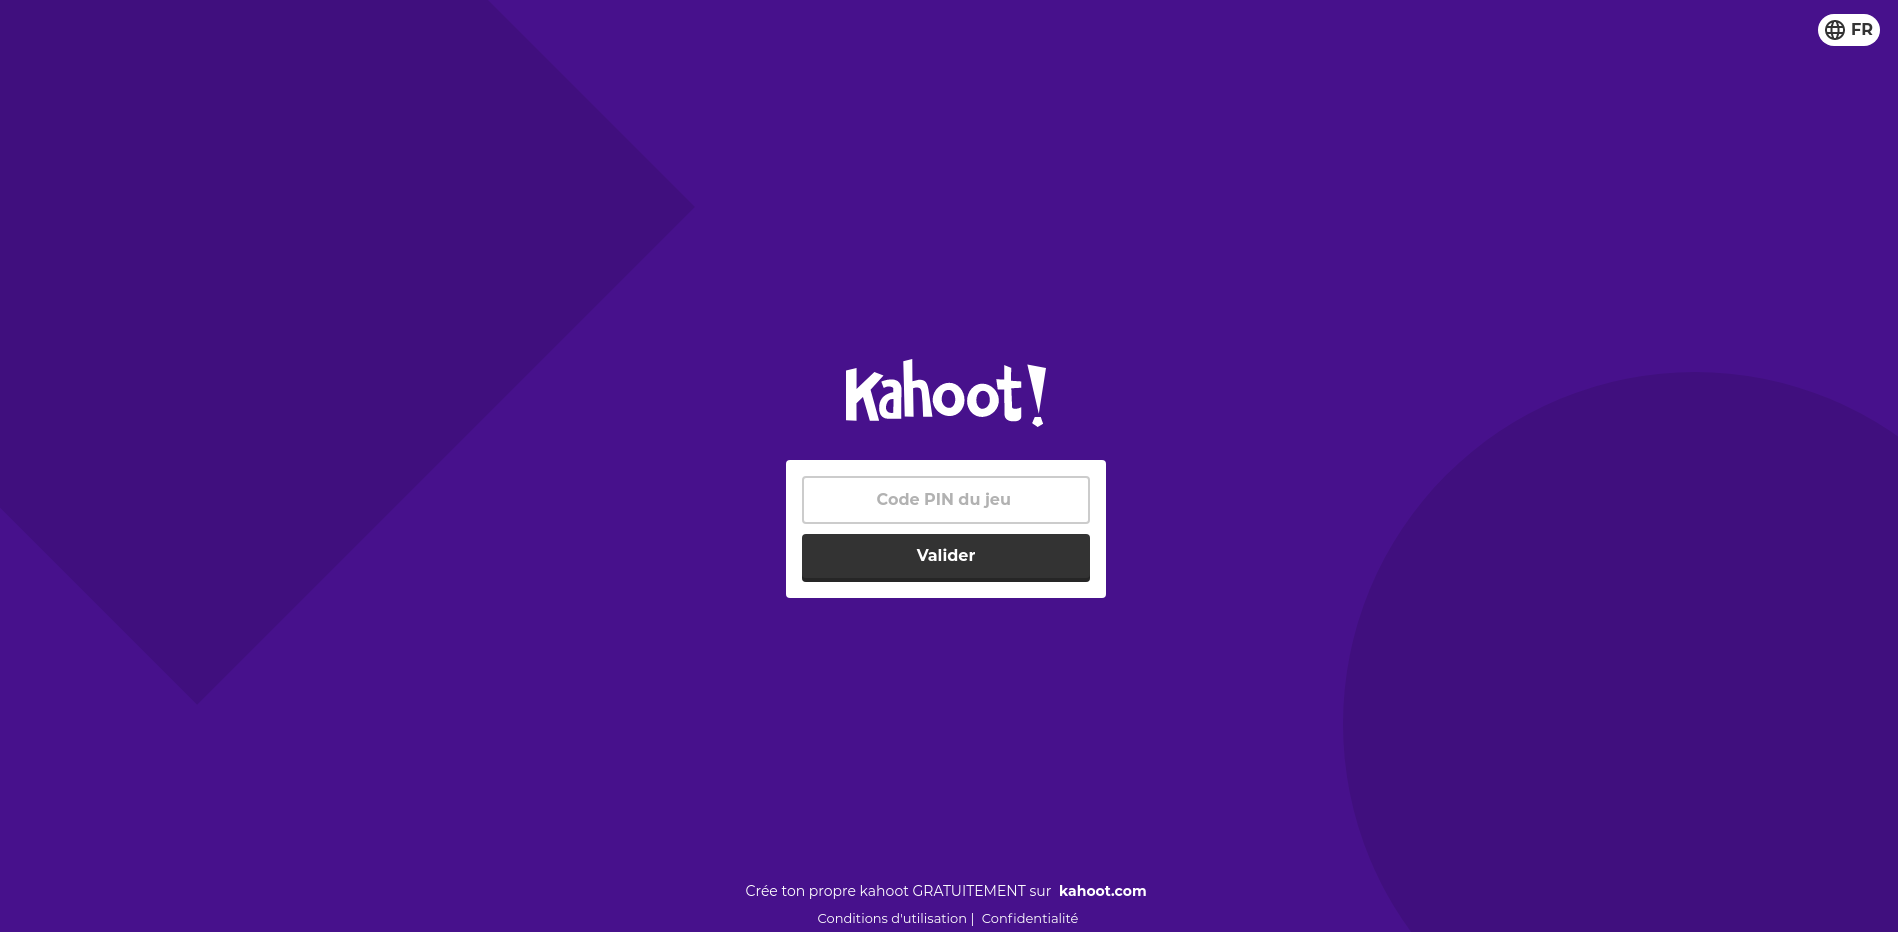 FR
Kahoot!
Code PIN du jeu
Valider
Crée ton propre kahoot GRATUITEMENT sur kahoot.com
Conditions d'utilisation | Confidentialité